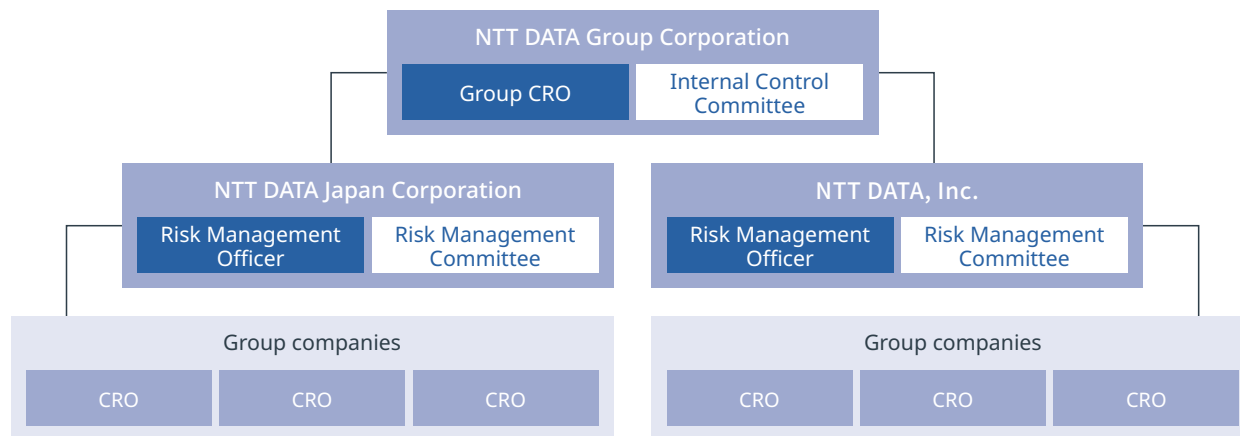 NTT DATA Group Corporation
Group CRO
Internal Control
Committee
NTT DATA Japan Corporation
Risk Management
Officer
Risk Management
Committee
NTT DATA, Inc.
Risk Management
Officer
Risk Management
Committee
Group companies
CRO
CRO
CRO
Group companies
CRO
CRO
CRO